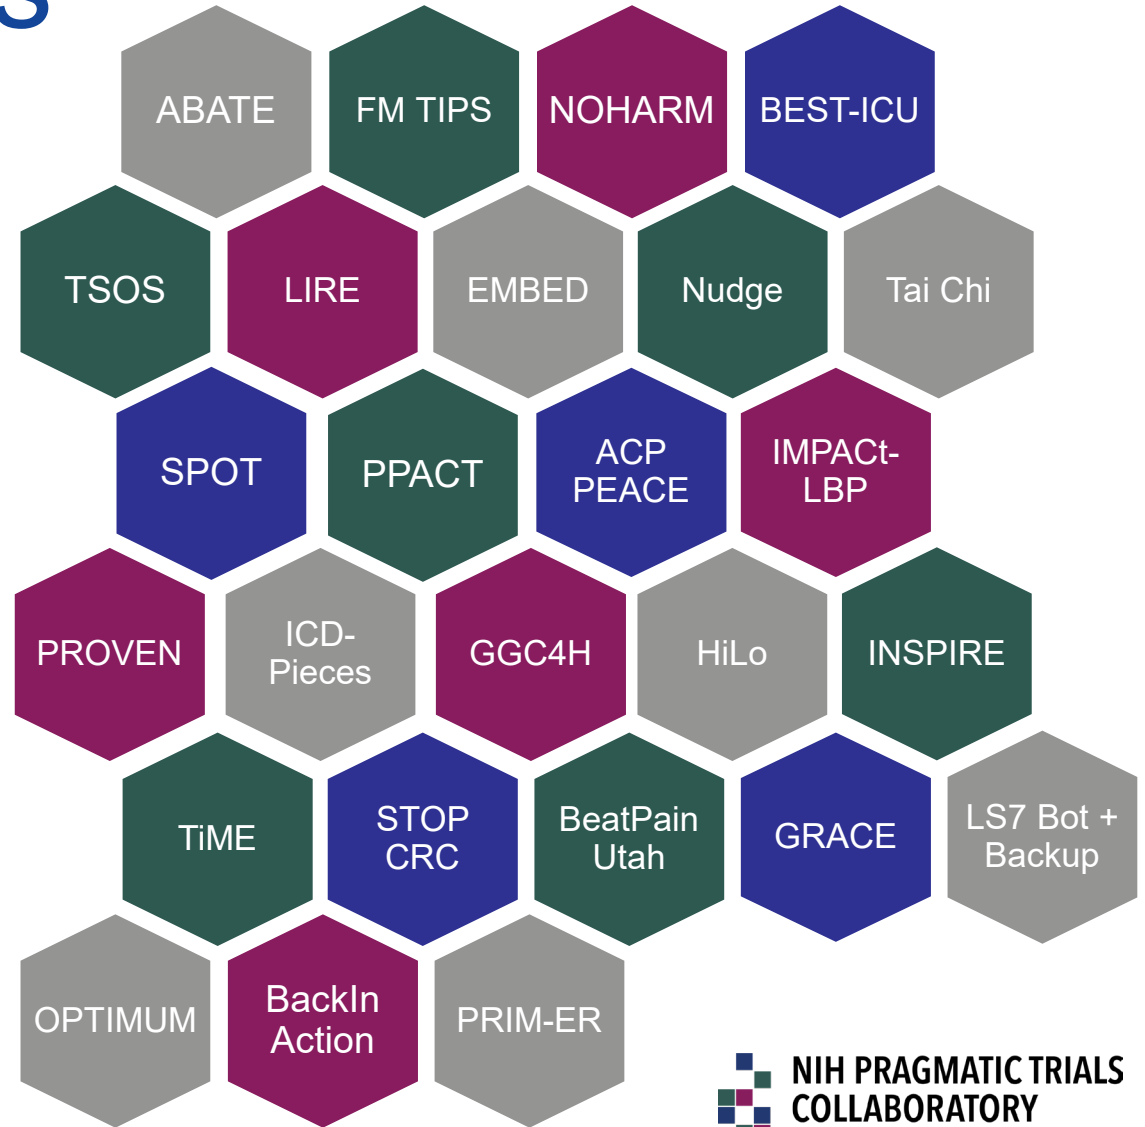 s
ABATE
FM TIPS
NOHARM
BEST-ICU
TSOS
LIRE
EMBED
Nudge
Tai Chi
SPOT
PPACT
ACP
PEACE
IMPACt-
LBP
PROVEN
ICD-
Pieces
GGC4H
HiLo
INSPIRE
TiME
STOP
CRC
BeatPain
Utah
GRACE
LS7 Bot +
Backup
OPTIMUM
BackIn
Action
PRIM-ER
NIH PRAGMATIC TRIALS
COLLABORATORY